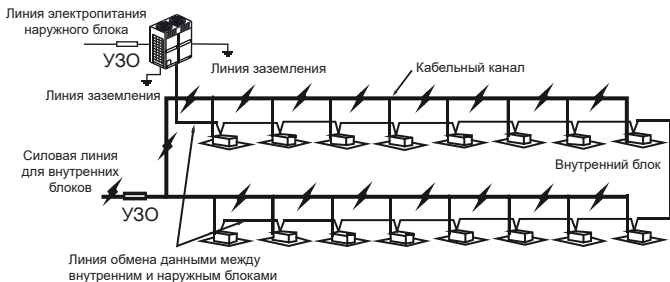 Линия электропитания
наружного блока
УЗО
Линия заземления
Кабельный канал
Линия заземления
Силовая линия
для внутренних
блоков
УЗО
Внутренний блок
Линия обмена данными между
внутренним и наружным блоками